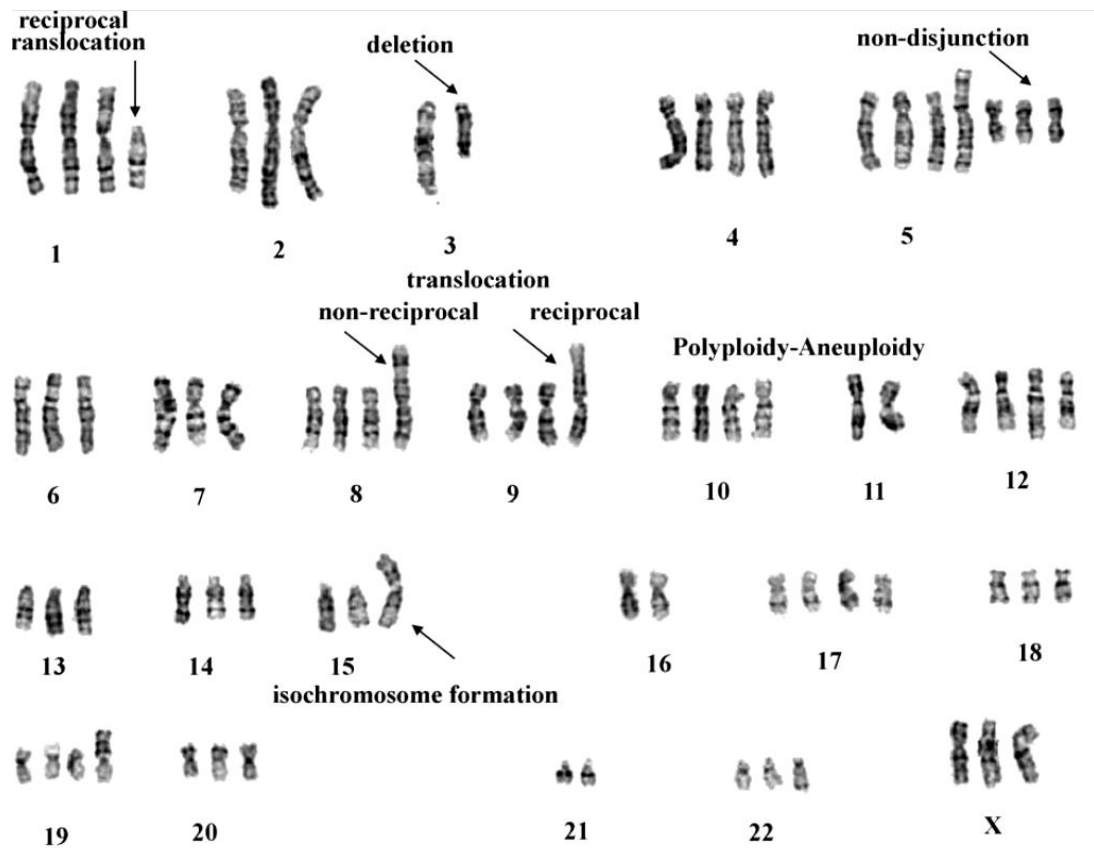 reciprocal
ranslocation
deletion
non-disjunction
1
2
3
4
5
translocation
non-reciprocal
reciprocal
Polyploidy-Aneuploidy
6
7
8
9
10
11
12
13
14
15
16
17
18
isochromosome formation
19
20
21
22
X